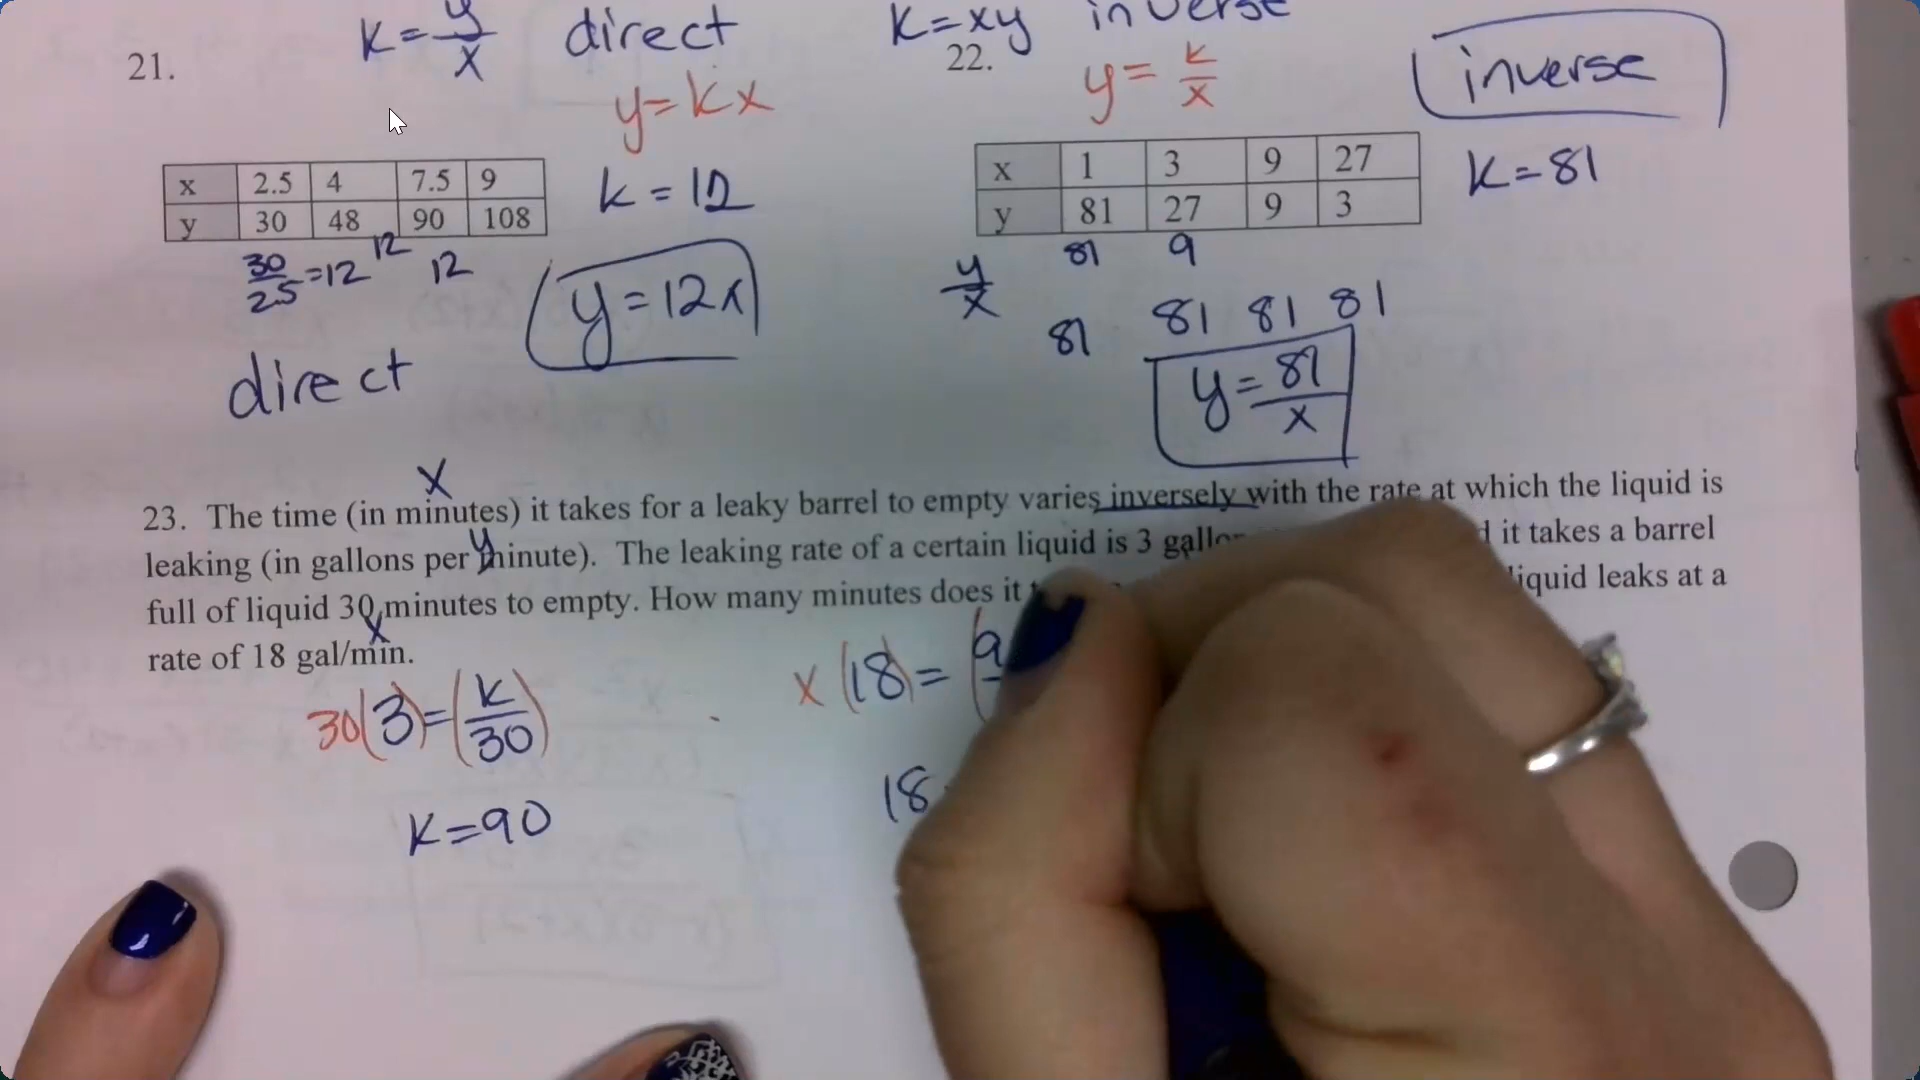 k = y/x direct
k = xy inverse
21.
y = kx
22.
y = k/x
inverse
x 2.5 4 7.5 9
y 30 48 90 108
k = 12
x 1 3 9 27
y 81 27 9 3
k = 81
30/25 = 12 12 12
y = 12x
direct
y/x 81 9
81 81 81 81
y = 81/x
x
23. The time (in minutes) it takes for a leaky barrel to empty varies inversely with the rate at which the liquid is
y
leaking (in gallons per minute). The leaking rate of a certain liquid is 3 it takes a barrel
full of liquid 30 minutes to empty. How many minutes does it liquid leaks at a
x
rate of 18 gal/min.
30(3) = (k/30)
x(18) = (9
k = 90
18